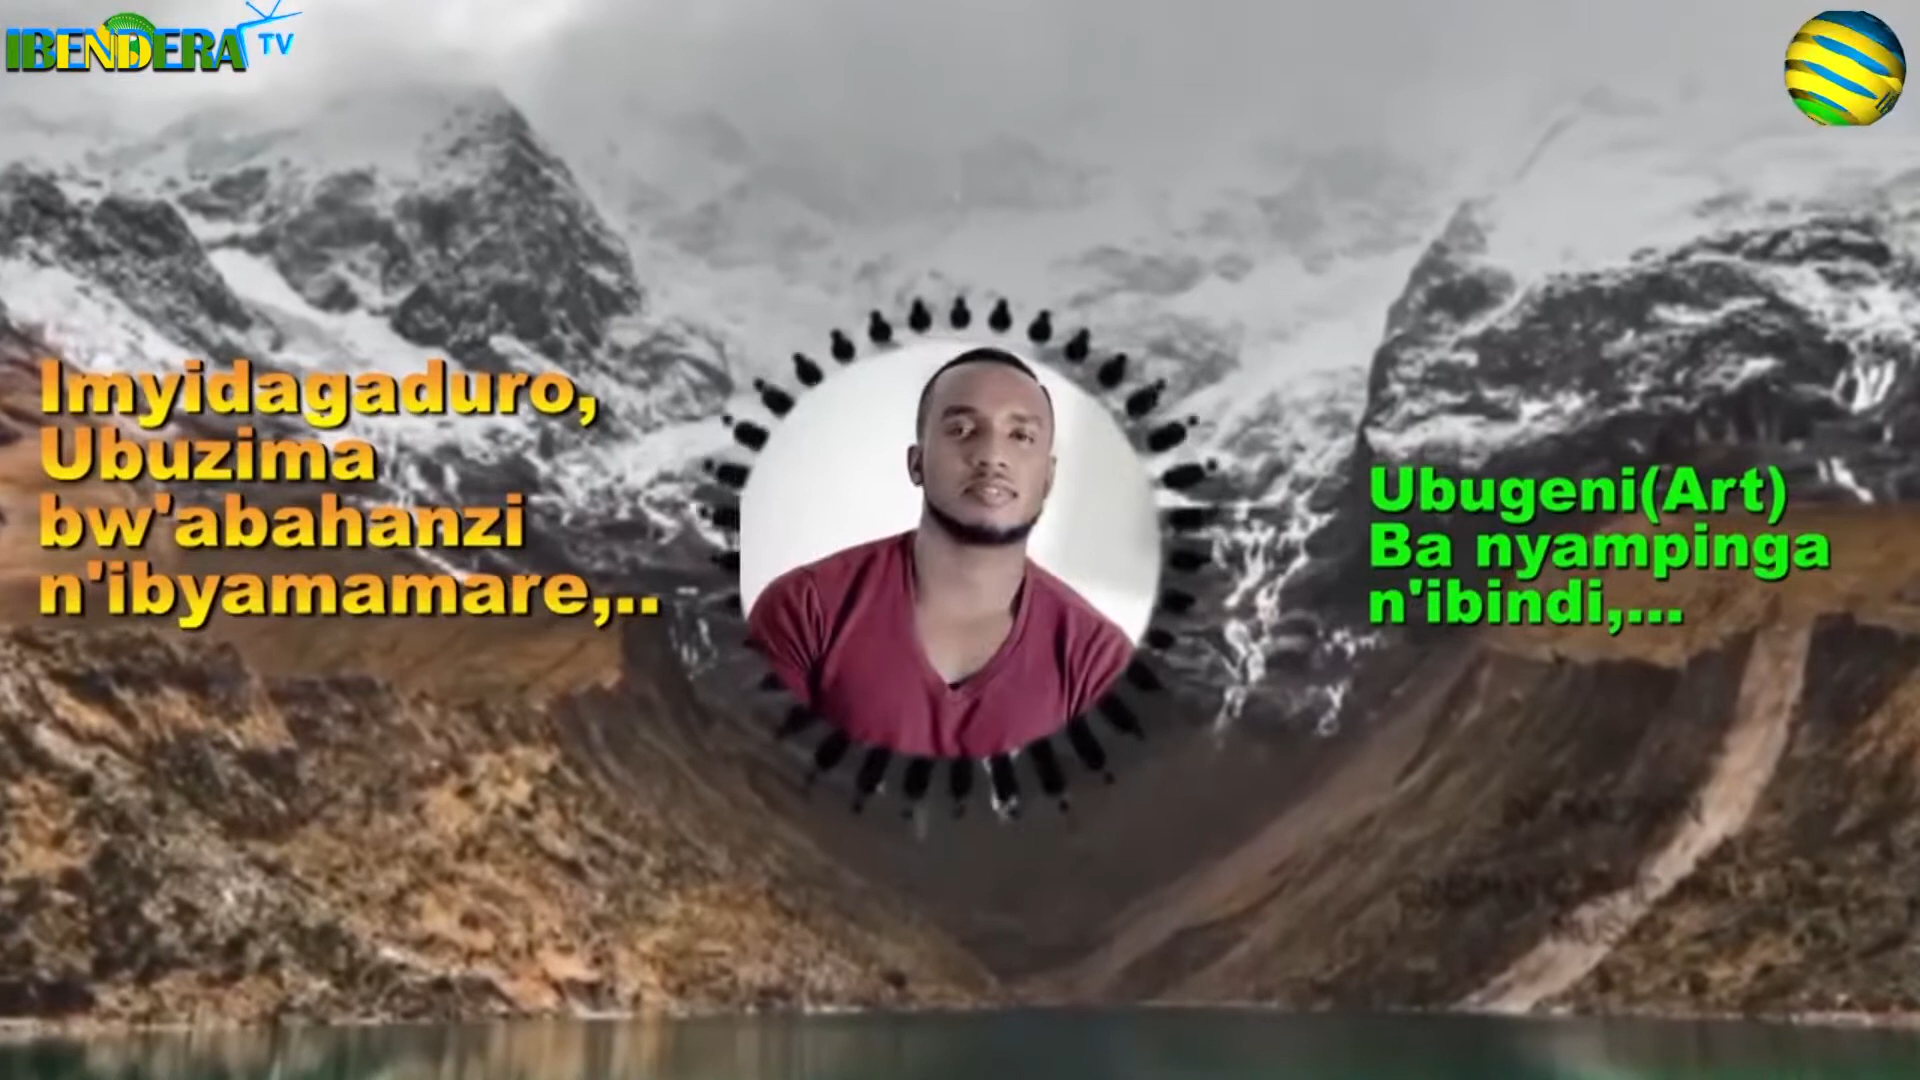 IBENDERA TV
Imyidagaduro,
Ubuzima
bw'abahanzi
n'ibyamamare,..
Ubugeni(Art)
Ba nyampinga
n'ibindi,...